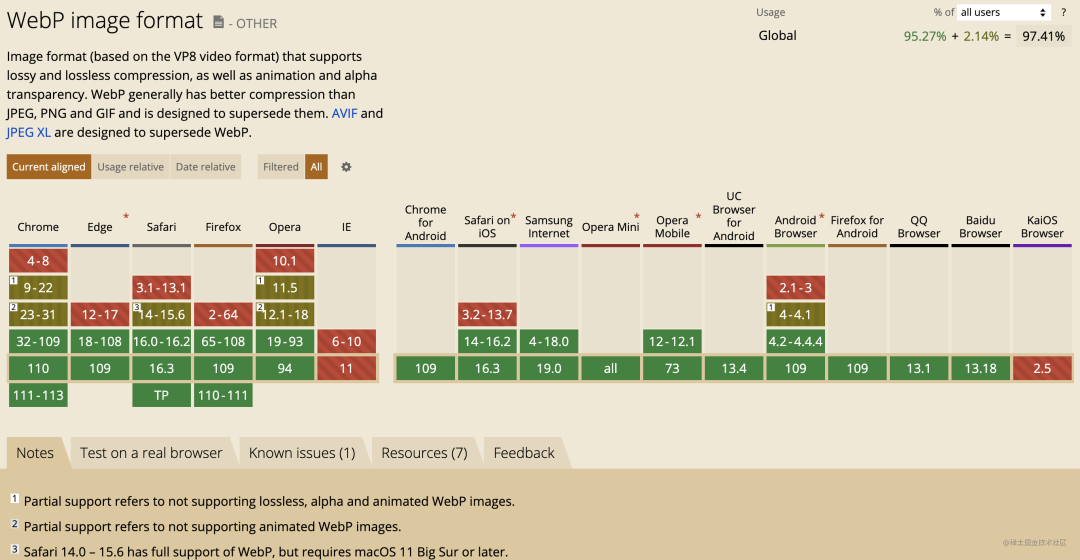 WebP image format - OTHER
Usage % of all users ?
Global 95.27% + 2.14% = 97.41%
Image format (based on the VP8 video format) that supports
lossy and lossless compression, as well as animation and alpha
transparency. WebP generally has better compression than
JPEG, PNG and GIF and is designed to supersede them. AVIF and
JPEG XL are designed to supersede WebP.
Current aligned Usage relative Date relative Filtered All
Chrome Edge * Safari Firefox Opera IE
Chrome for Android Safari on iOS * Samsung Internet Opera Mini * Opera Mobile * UC Browser for Android Android Browser * Firefox for Android QQ Browser Baidu Browser KaiOS Browser
4-8 10.1
1 9-22 3.1-13.1 1 11.5 2.1-3
2 23-31 12-17 3 14-15.6 2-64 2 12.1-18 3.2-13.7 1 4-4.1
32-109 18-108 16.0-16.2 65-108 19-93 6-10 14-16.2 4-18.0 12-12.1 4.2-4.4.4
110 109 16.3 109 94 11 109 16.3 19.0 all 73 13.4 109 109 13.1 13.18 2.5
111-113 TP 110-111
Notes Test on a real browser Known issues (1) Resources (7) Feedback
1 Partial support refers to not supporting lossless, alpha and animated WebP images.
2 Partial support refers to not supporting animated WebP images.
3 Safari 14.0 – 15.6 has full support of WebP, but requires macOS 11 Big Sur or later.
@稀土掘金技术社区